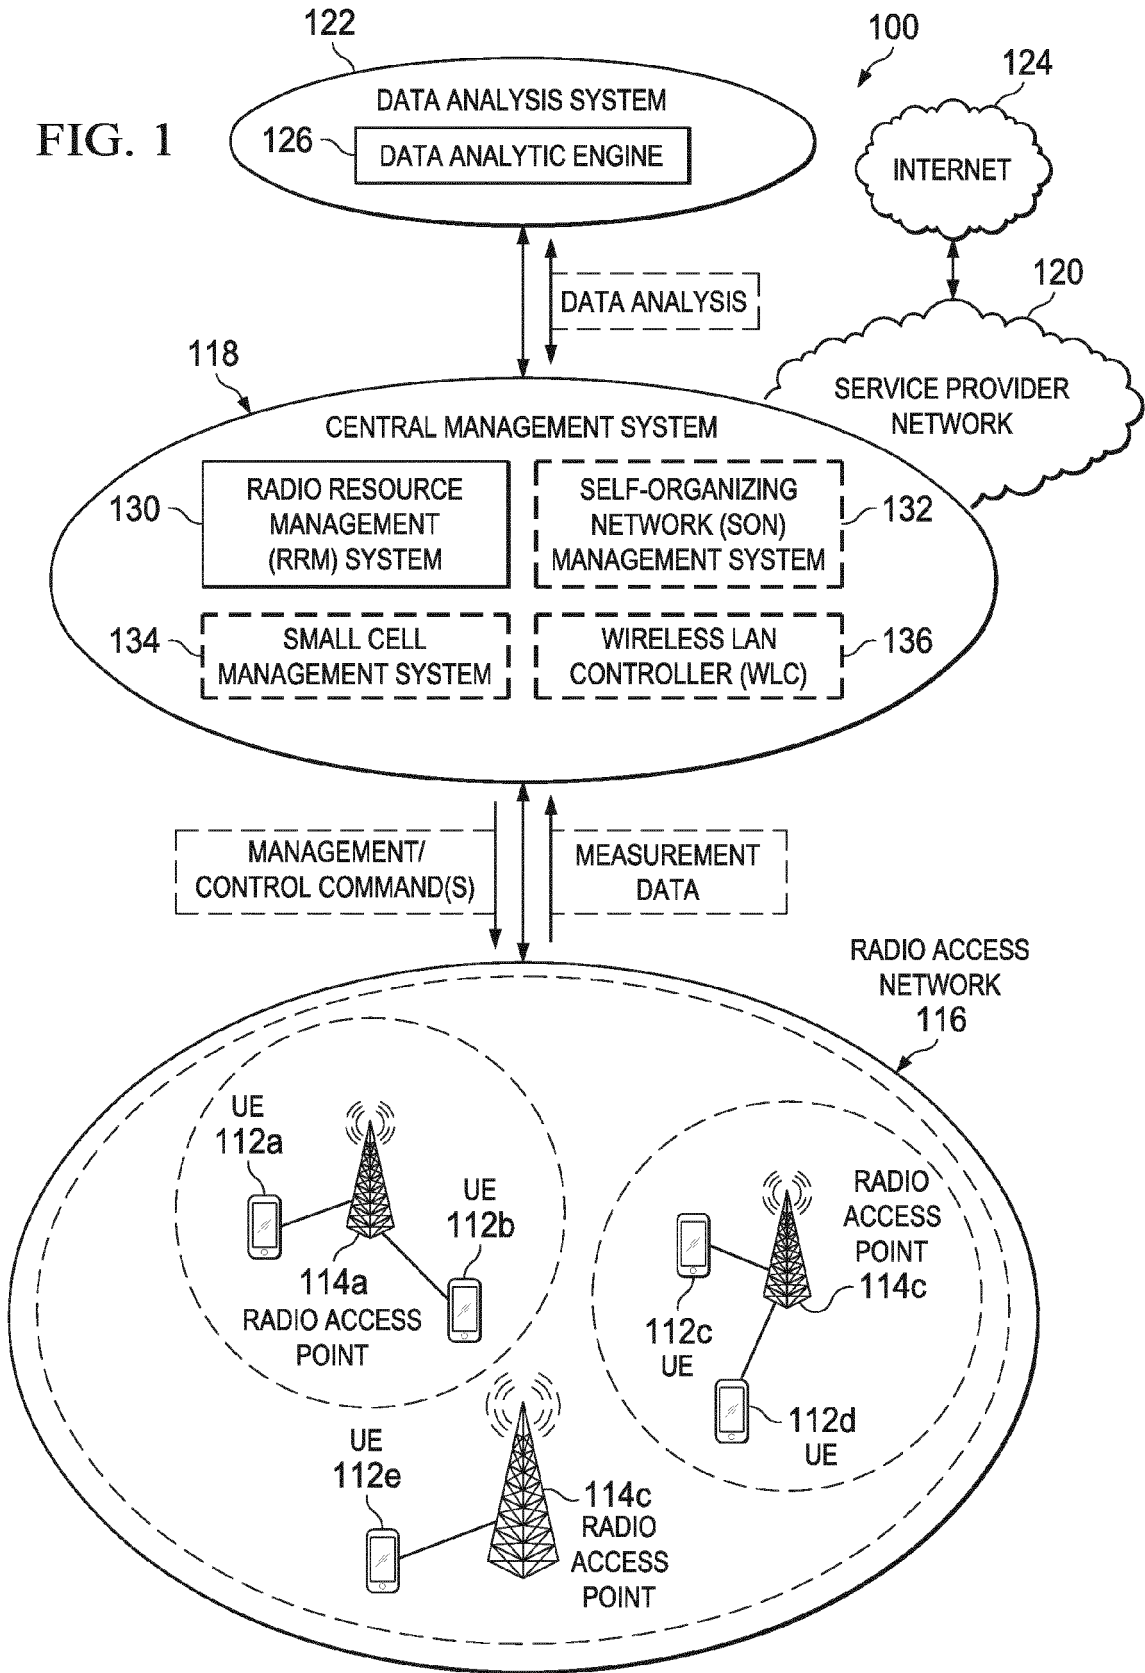 122
100
124
DATA ANALYSIS SYSTEM
FIG. 1
126
DATA ANALYTIC ENGINE
INTERNET
120
DATA ANALYSIS
118
SERVICE PROVIDER
NETWORK
CENTRAL MANAGEMENT SYSTEM
130
RADIO RESOURCE
MANAGEMENT
(RRM) SYSTEM
SELF-ORGANIZING
NETWORK (SON)
MANAGEMENT SYSTEM
132
134
SMALL CELL
MANAGEMENT SYSTEM
WIRELESS LAN
CONTROLLER (WLC)
136
MANAGEMENT/
CONTROL COMMAND(S)
MEASUREMENT
DATA
RADIO ACCESS
NETWORK
116
UE
112a
UE
112b
114a
RADIO ACCESS
POINT
RADIO
ACCESS
POINT
114c
112c
UE
112d
UE
UE
112e
114c
RADIO
ACCESS
POINT